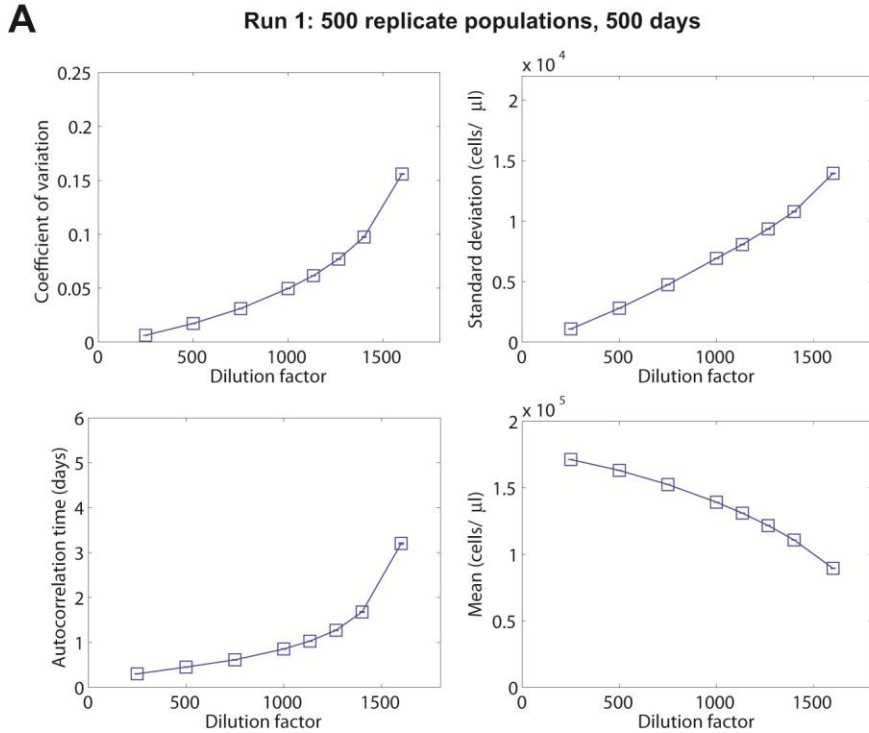 A
Run 1: 500 replicate populations, 500 days
0.25
0.2
0.15
0.1
0.05
0
Coefficient of variation
0 500 1000 1500
Dilution factor
x 10 4
2
1.5
1
0.5
0
Standard deviation (cells/ μl)
0 500 1000 1500
Dilution factor
6
5
4
3
2
1
0
Autocorrelation time (days)
0 500 1000 1500
Dilution factor
x 10 5
2
1.5
1
0.5
0
Mean (cells/ μl)
0 500 1000 1500
Dilution factor